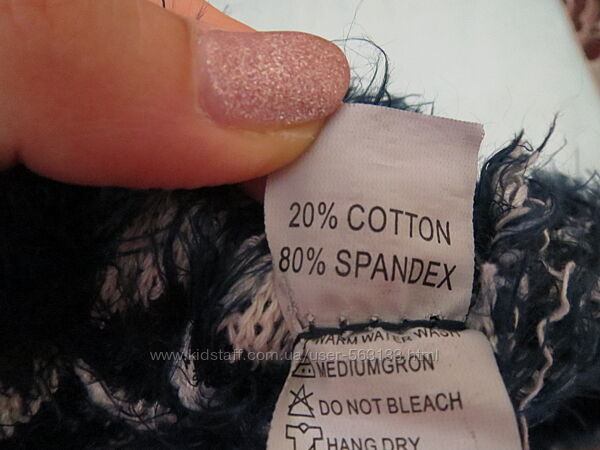 20% COTTON
80% SPANDEX
WARM WATER WASH
www.kidstaff.com.ua/user-563133.html
MEDIUMGRON
DO NOT BLEACH
HANG DRY